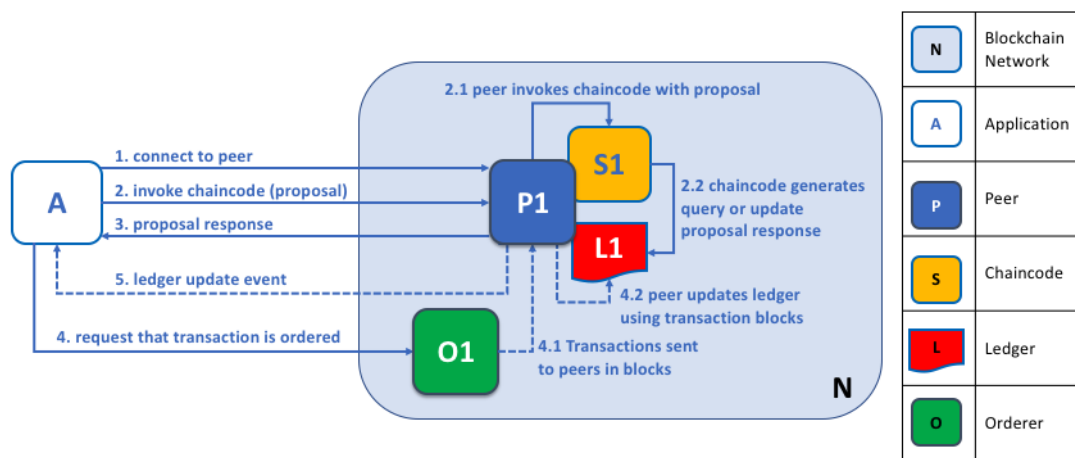 2.1 peer invokes chaincode with proposal
1. connect to peer
2. invoke chaincode (proposal)
3. proposal response
A
P1
S1
2.2 chaincode generates
query or update
proposal response
L1
5. ledger update event
4.2 peer updates ledger
using transaction blocks
4. request that transaction is ordered
O1
4.1 Transactions sent
to peers in blocks
N
N
Blockchain
Network
A
Application
P
Peer
S
Chaincode
L
Ledger
O
Orderer